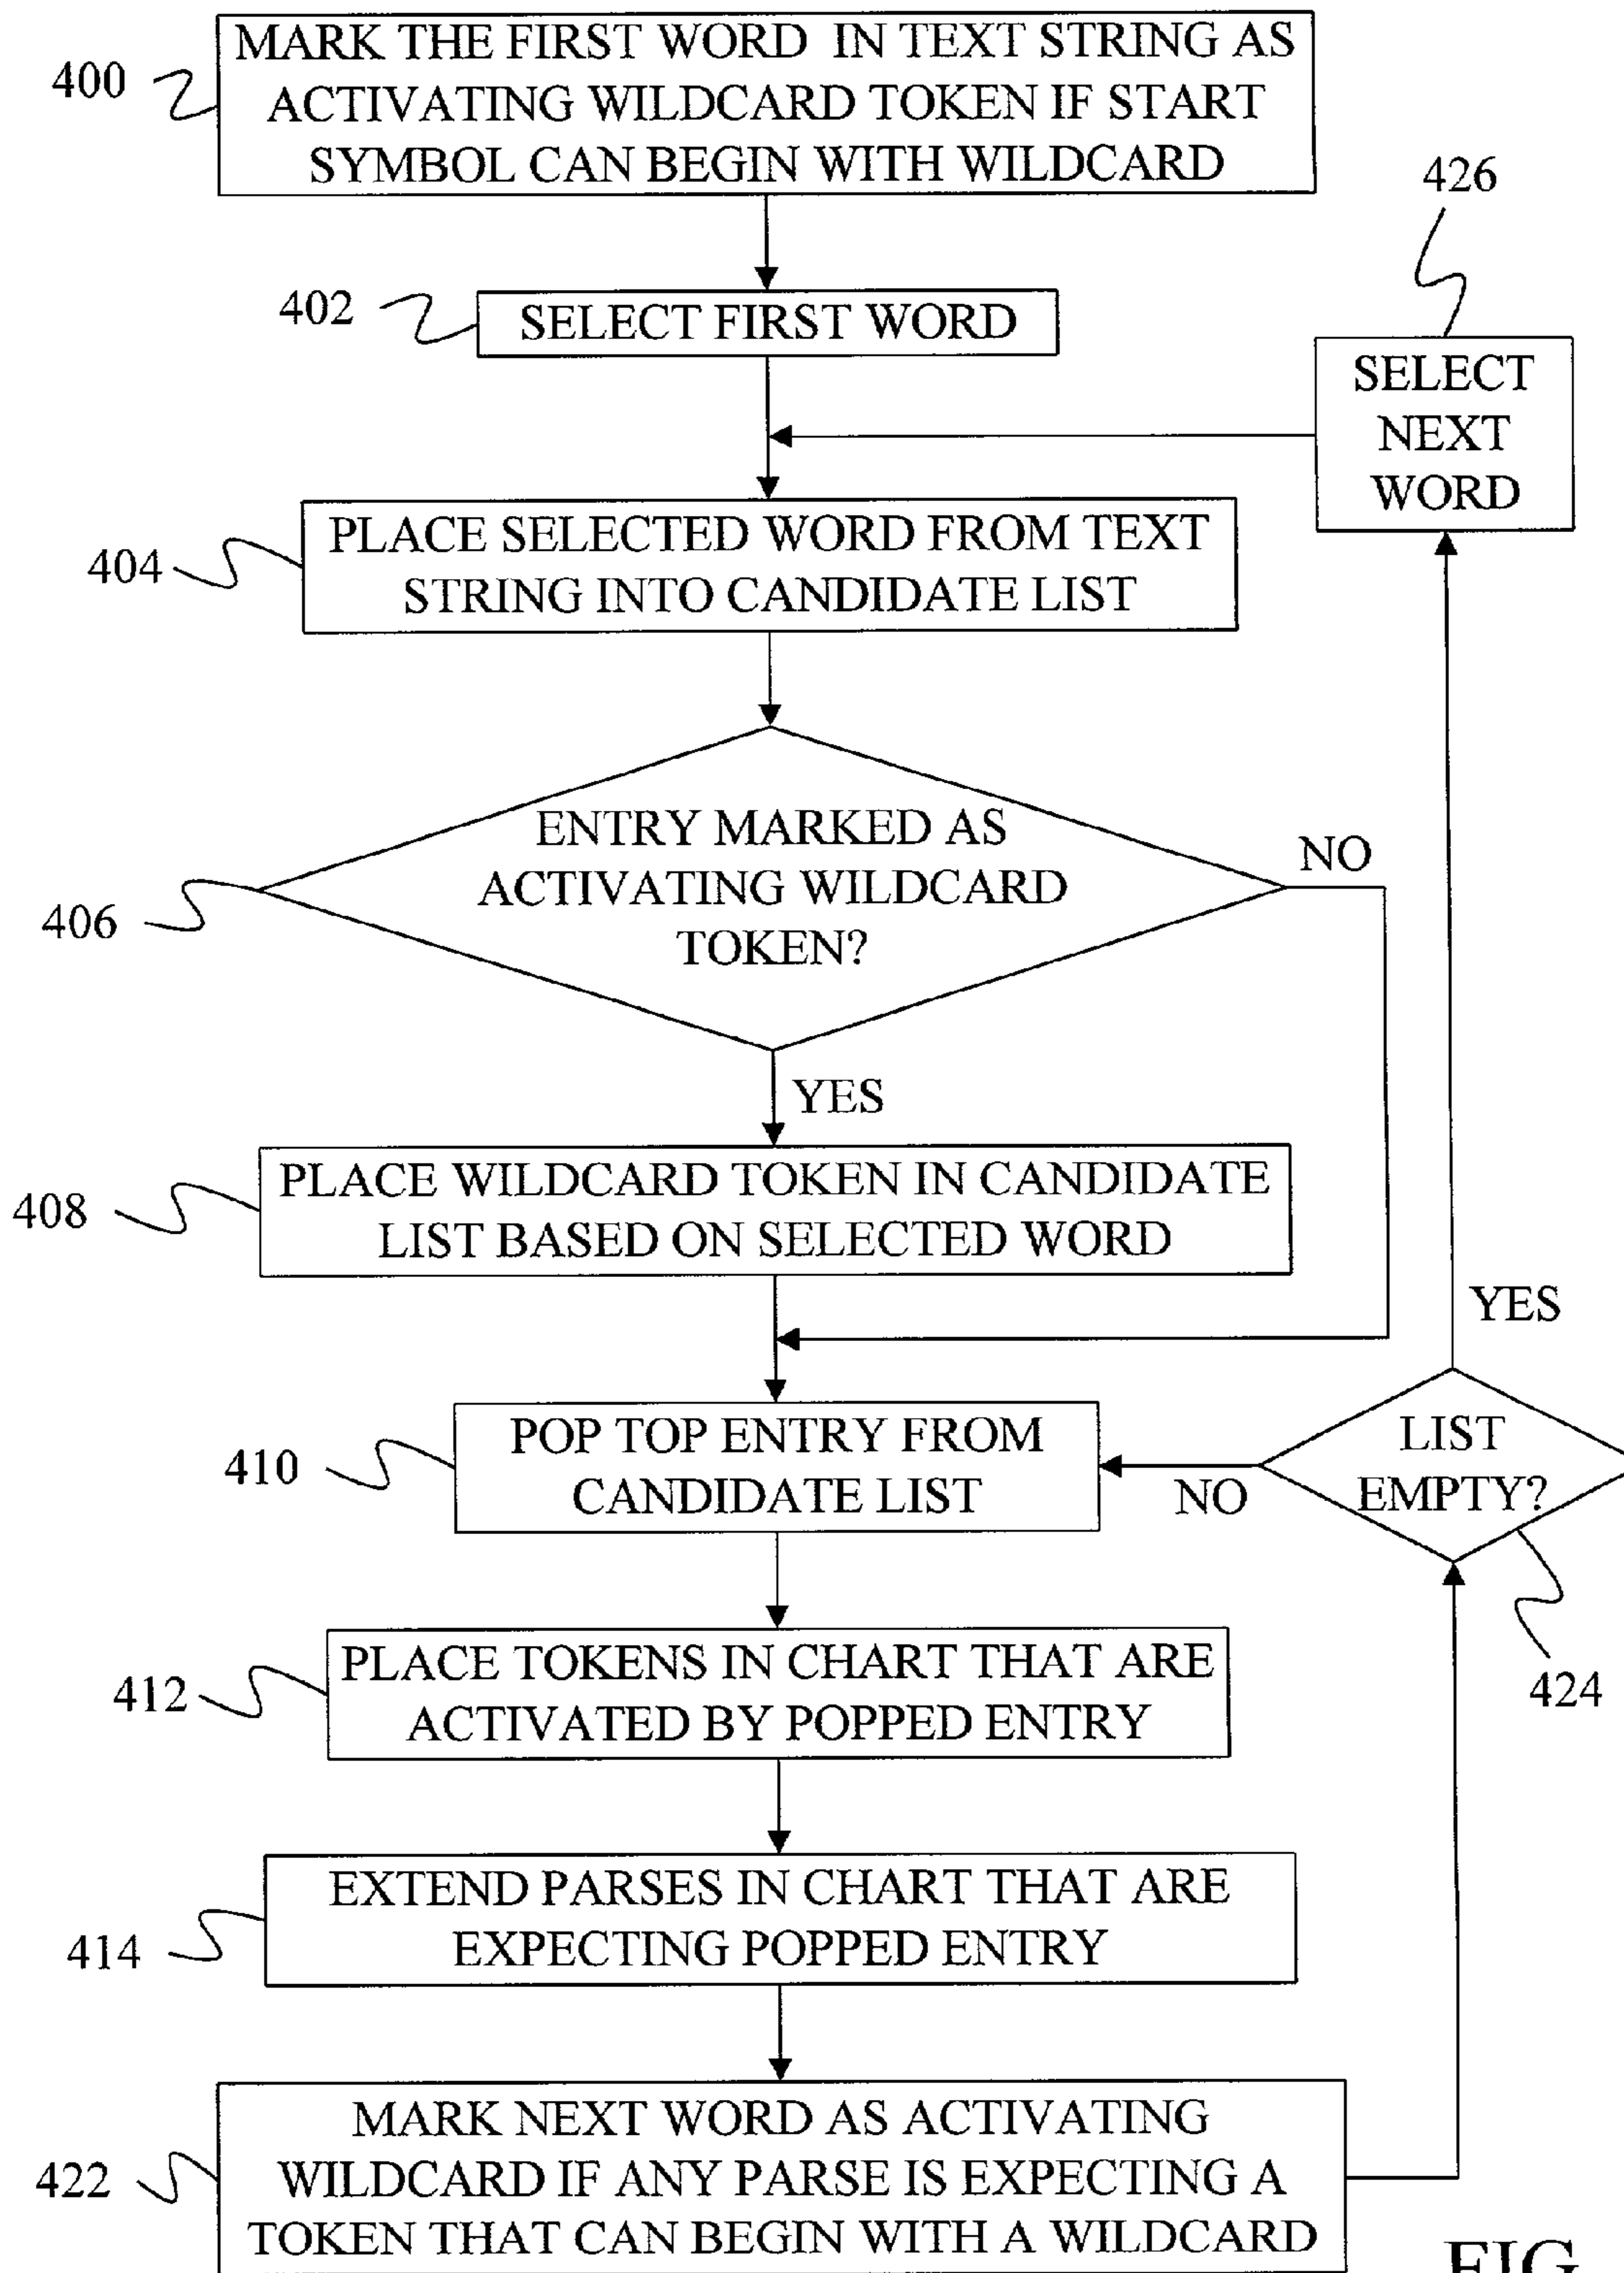 400
MARK THE FIRST WORD IN TEXT STRING AS
ACTIVATING WILDCARD TOKEN IF START
SYMBOL CAN BEGIN WITH WILDCARD
426
402
SELECT FIRST WORD
SELECT
NEXT
WORD
404
PLACE SELECTED WORD FROM TEXT
STRING INTO CANDIDATE LIST
406
ENTRY MARKED AS
ACTIVATING WILDCARD
TOKEN?
NO
YES
408
PLACE WILDCARD TOKEN IN CANDIDATE
LIST BASED ON SELECTED WORD
YES
410
POP TOP ENTRY FROM
CANDIDATE LIST
NO
LIST
EMPTY?
424
412
PLACE TOKENS IN CHART THAT ARE
ACTIVATED BY POPPED ENTRY
414
EXTEND PARSES IN CHART THAT ARE
EXPECTING POPPED ENTRY
422
MARK NEXT WORD AS ACTIVATING
WILDCARD IF ANY PARSE IS EXPECTING A
TOKEN THAT CAN BEGIN WITH A WILDCARD
FIG